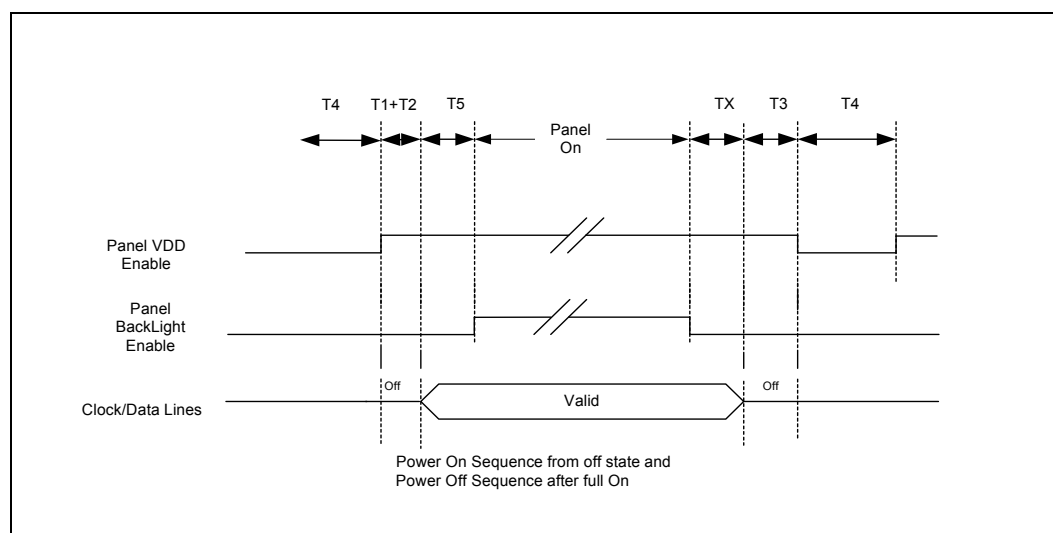 T4 T1+T2 T5 TX T3 T4
Panel
On
Panel VDD
Enable
Panel
BackLight
Enable
Off Off
Clock/Data Lines
Valid
Power On Sequence from off state and
Power Off Sequence after full On